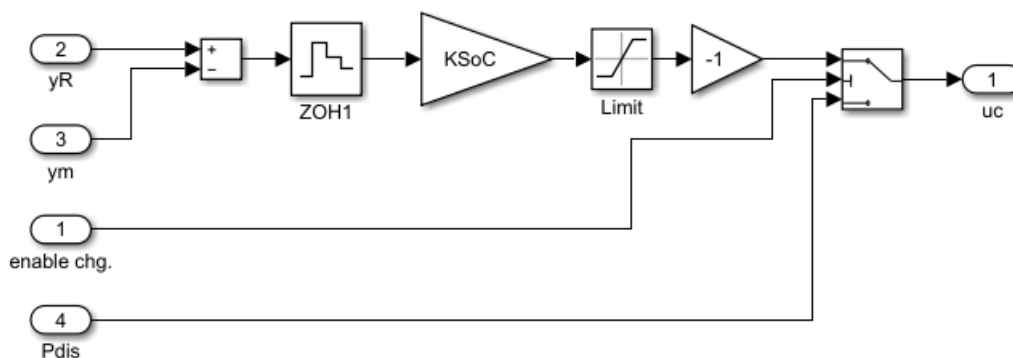 2
yR
3
ym
1
enable chg.
4
Pdis
+
−
ZOH1
KSoC
Limit
-1
1
uc